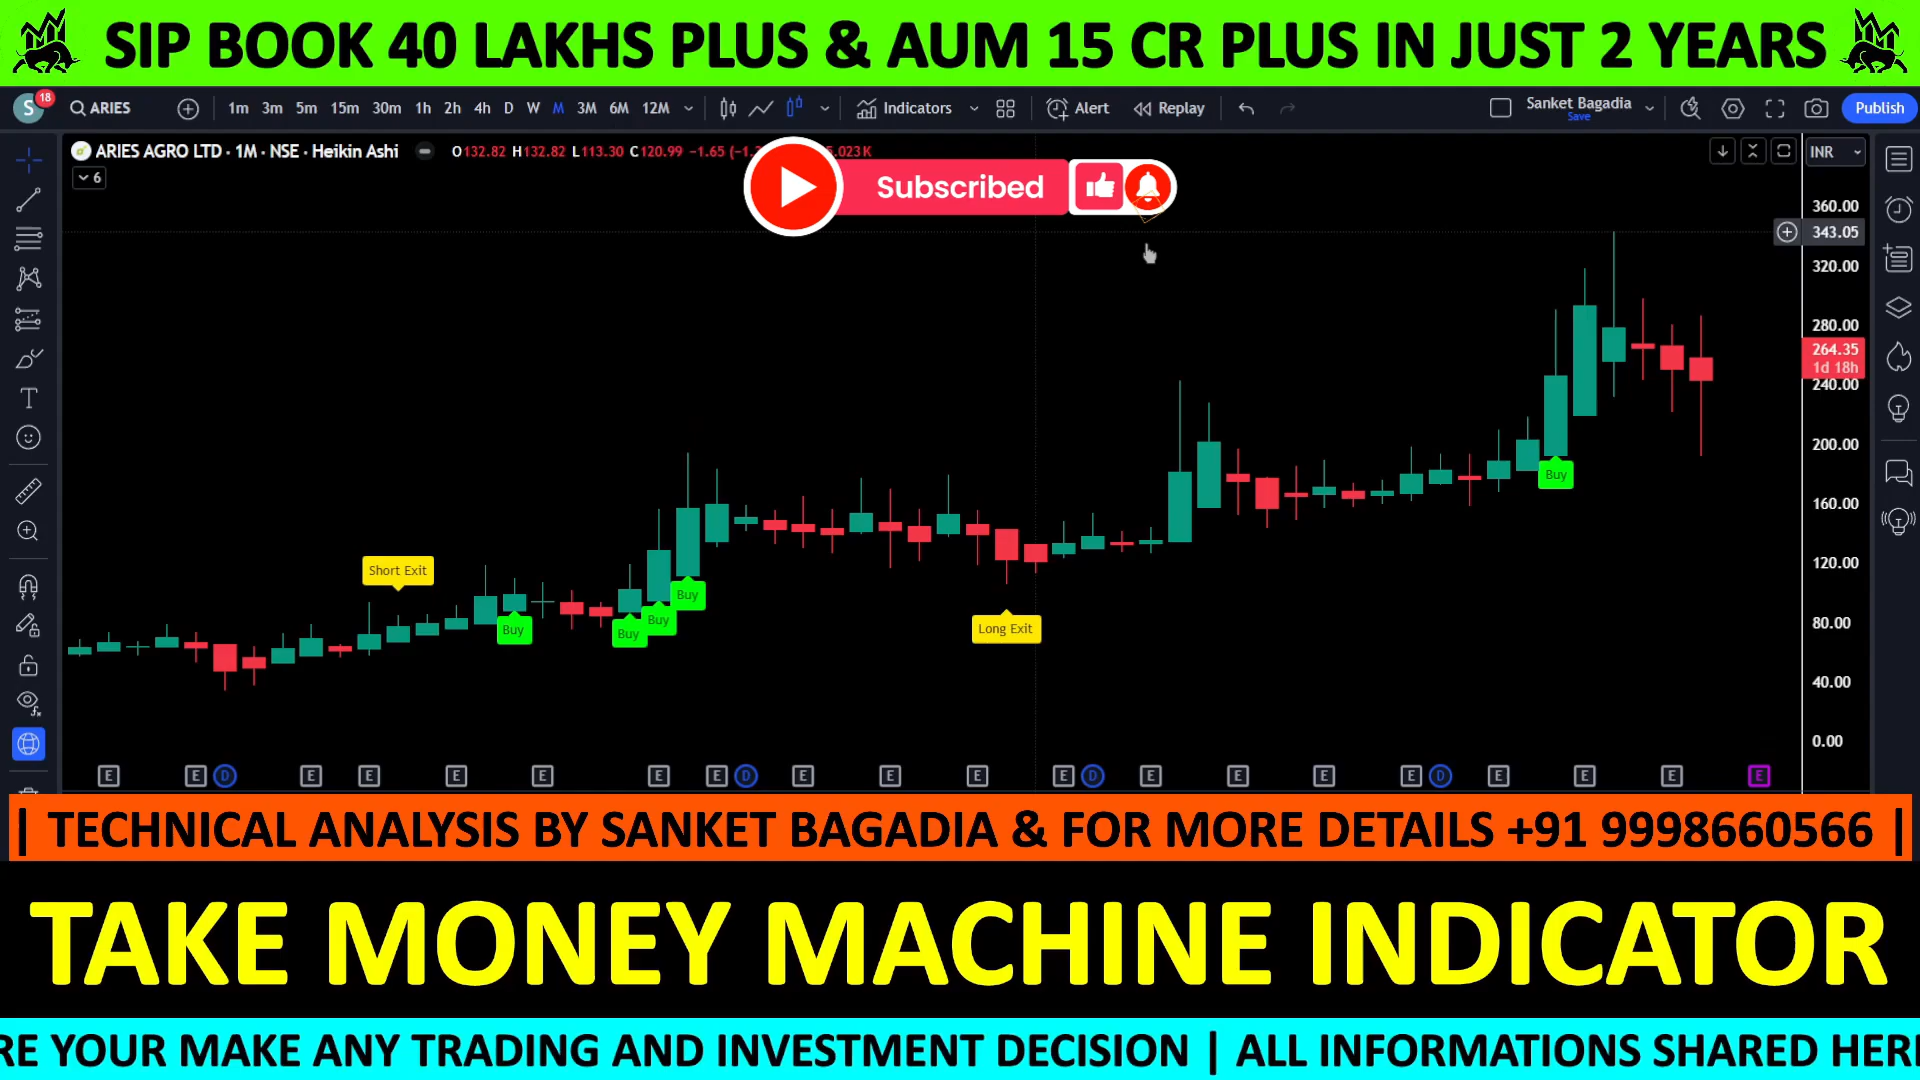 SIP BOOK 40 LAKHS PLUS & AUM 15 CR PLUS IN JUST 2 YEARS
S 18 ARIES 1m 3m 5m 15m 30m 1h 2h 4h D W M 3M 6M 12M Indicators Alert Replay Sanket Bagadia Save Publish
ARIES AGRO LTD · 1M · NSE · Heikin Ashi O132.82 H132.82 L113.30 C120.99 −1.65 INR
6
Subscribed
360.00
343.05
320.00
280.00
264.35
1d 18h
240.00
200.00
Buy
160.00
Short Exit
120.00
Buy
Buy
Buy
Buy
Long Exit
80.00
40.00
0.00
E E D E E E E E E D E E E E D E E E E D E E E E
| TECHNICAL ANALYSIS BY SANKET BAGADIA & FOR MORE DETAILS +91 9998660566 |
TAKE MONEY MACHINE INDICATOR
YOUR MAKE ANY TRADING AND INVESTMENT DECISION | ALL INFORMATIONS SHARED